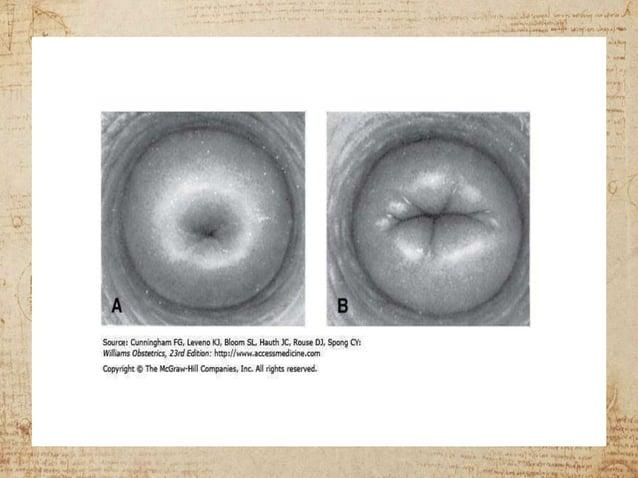 A
B
Source: Cunningham FG, Leveno KJ, Bloom SL, Hauth JC, Rouse DJ, Spong CY:
Williams Obstetrics, 23rd Edition: http://www.accessmedicine.com
Copyright © The McGraw-Hill Companies, Inc. All rights reserved.